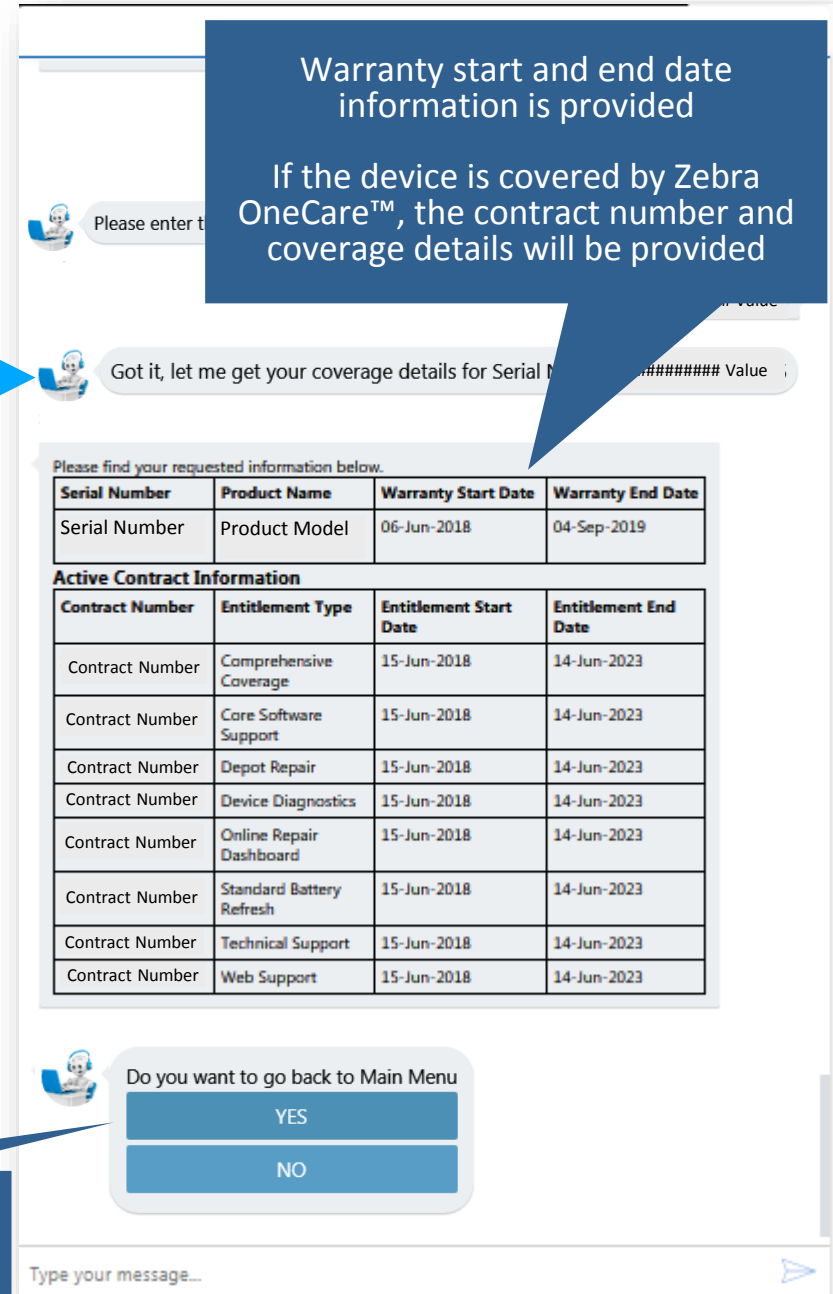 Warranty start and end date
information is provided
If the device is covered by Zebra
OneCare™, the contract number and
coverage details will be provided
Please enter
Value
Got it, let me get your coverage details for Serial ######### Value
Please find your requested information below.
Serial Number Product Name Warranty Start Date Warranty End Date
Serial Number Product Model 06-Jun-2018 04-Sep-2019
Active Contract Information
Contract Number Entitlement Type Entitlement Start Entitlement End
Date Date
Contract Number Comprehensive 15-Jun-2018 14-Jun-2023
Coverage
Contract Number Core Software 15-Jun-2018 14-Jun-2023
Support
Contract Number Depot Repair 15-Jun-2018 14-Jun-2023
Contract Number Device Diagnostics 15-Jun-2018 14-Jun-2023
Contract Number Online Repair 15-Jun-2018 14-Jun-2023
Dashboard
Contract Number Standard Battery 15-Jun-2018 14-Jun-2023
Refresh
Contract Number Technical Support 15-Jun-2018 14-Jun-2023
Contract Number Web Support 15-Jun-2018 14-Jun-2023
Do you want to go back to Main Menu
YES
NO
Type your message...